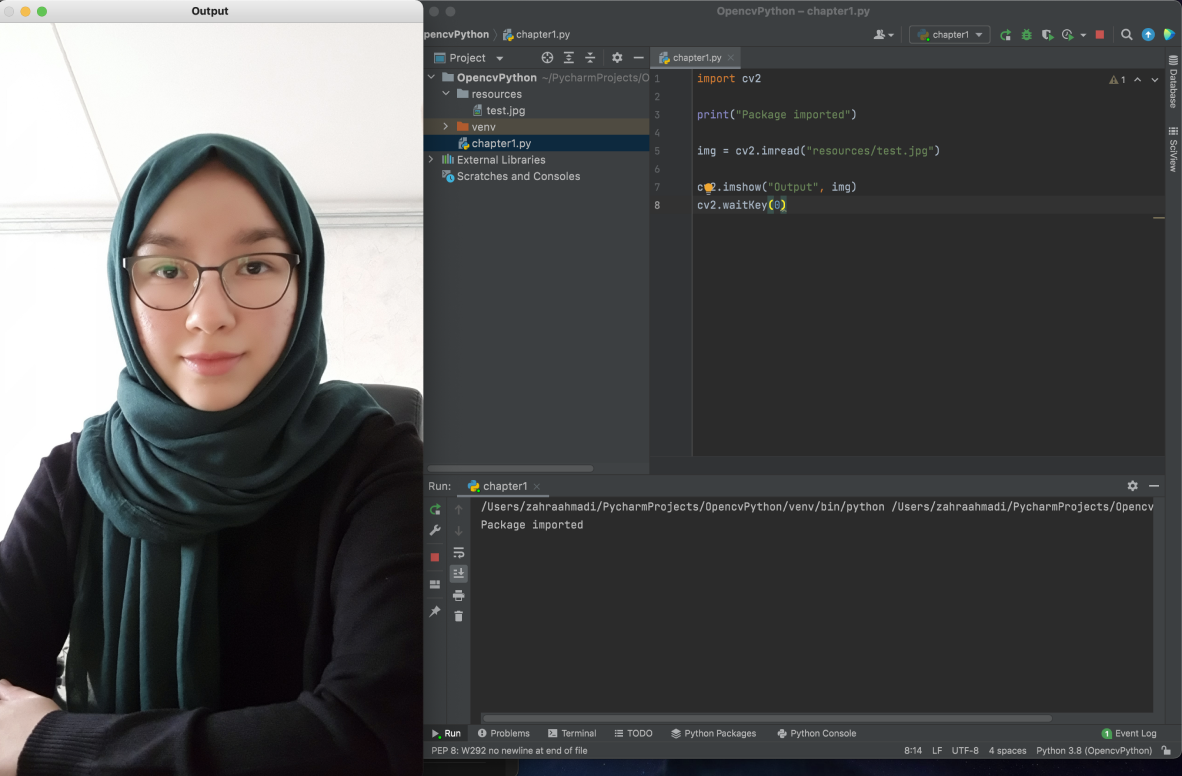 Output
OpencvPython – chapter1.py
pencvPython
chapter1.py
chapter1
Project
chapter1.py
OpencvPython ~/PycharmProjects/O
resources
test.jpg
venv
chapter1.py
External Libraries
Scratches and Consoles
1 import cv2
2
3 print("Package imported")
4
5 img = cv2.imread("resources/test.jpg")
6
7 cv2.imshow("Output", img)
8 cv2.waitKey(0)
1
Database
SciView
Run: chapter1
/Users/zahraahmadi/PycharmProjects/OpencvPython/venv/bin/python /Users/zahraahmadi/PycharmProjects/Opencv
Package imported
Run Problems Terminal TODO Python Packages Python Console 1 Event Log
PEP 8: W292 no newline at end of file 8:14 LF UTF-8 4 spaces Python 3.8 (OpencvPython)